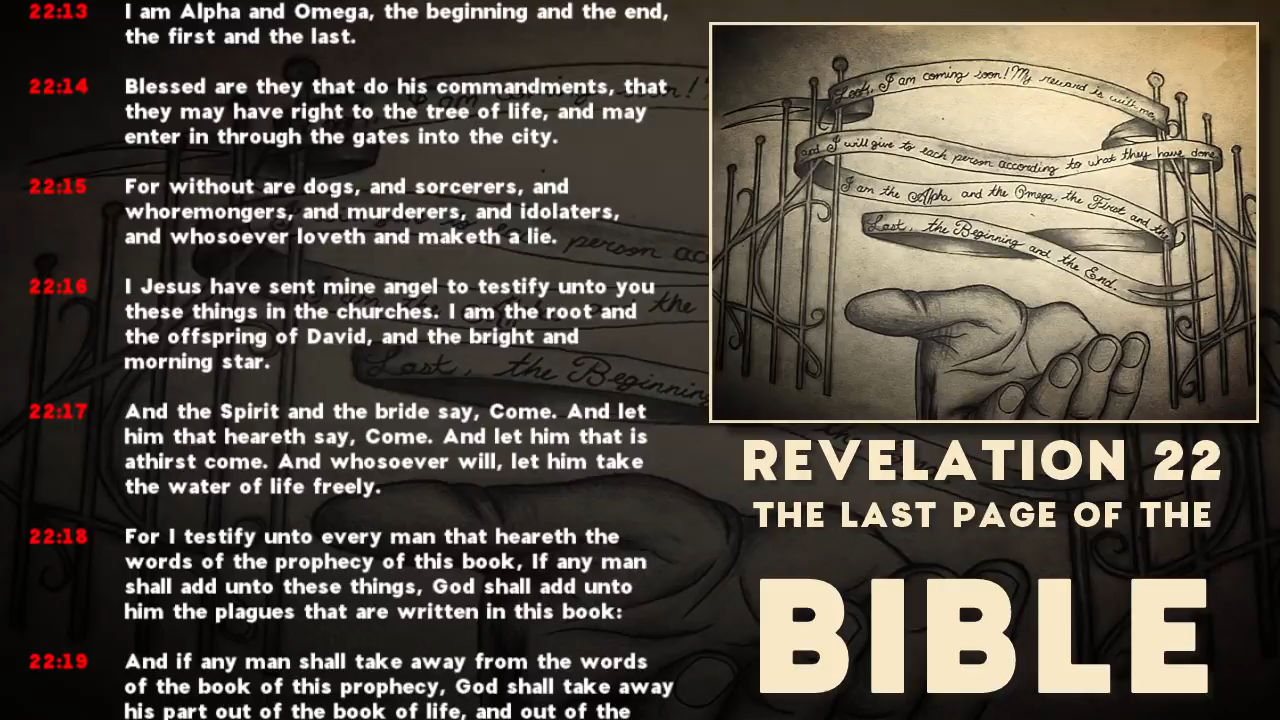 22:13 I am Alpha and Omega, the beginning and the end,
the first and the last.
22:14 Blessed are they that do his commandments, that
they may have right to the tree of life, and may
enter in through the gates into the city.
22:15 For without are dogs, and sorcerers, and
whoremongers, and murderers, and idolaters,
and whosoever loveth and maketh a lie.
22:16 I Jesus have sent mine angel to testify unto you
these things in the churches. I am the root and
the offspring of David, and the bright and
morning star.
22:17 And the Spirit and the bride say, Come. And let
him that heareth say, Come. And let him that is
athirst come. And whosoever will, let him take
the water of life freely.
22:18 For I testify unto every man that heareth the
words of the prophecy of this book, If any man
shall add unto these things, God shall add unto
him the plagues that are written in this book:
22:19 And if any man shall take away from the words
of the book of this prophecy, God shall take away
his part out of the book of life, and out of the
Look, I am coming soon! My reward is with me,
and I will give to each person according to what they have done.
I am the Alpha and the Omega, the First and the
Last, the Beginning and the End.
REVELATION 22
THE LAST PAGE OF THE
BIBLE